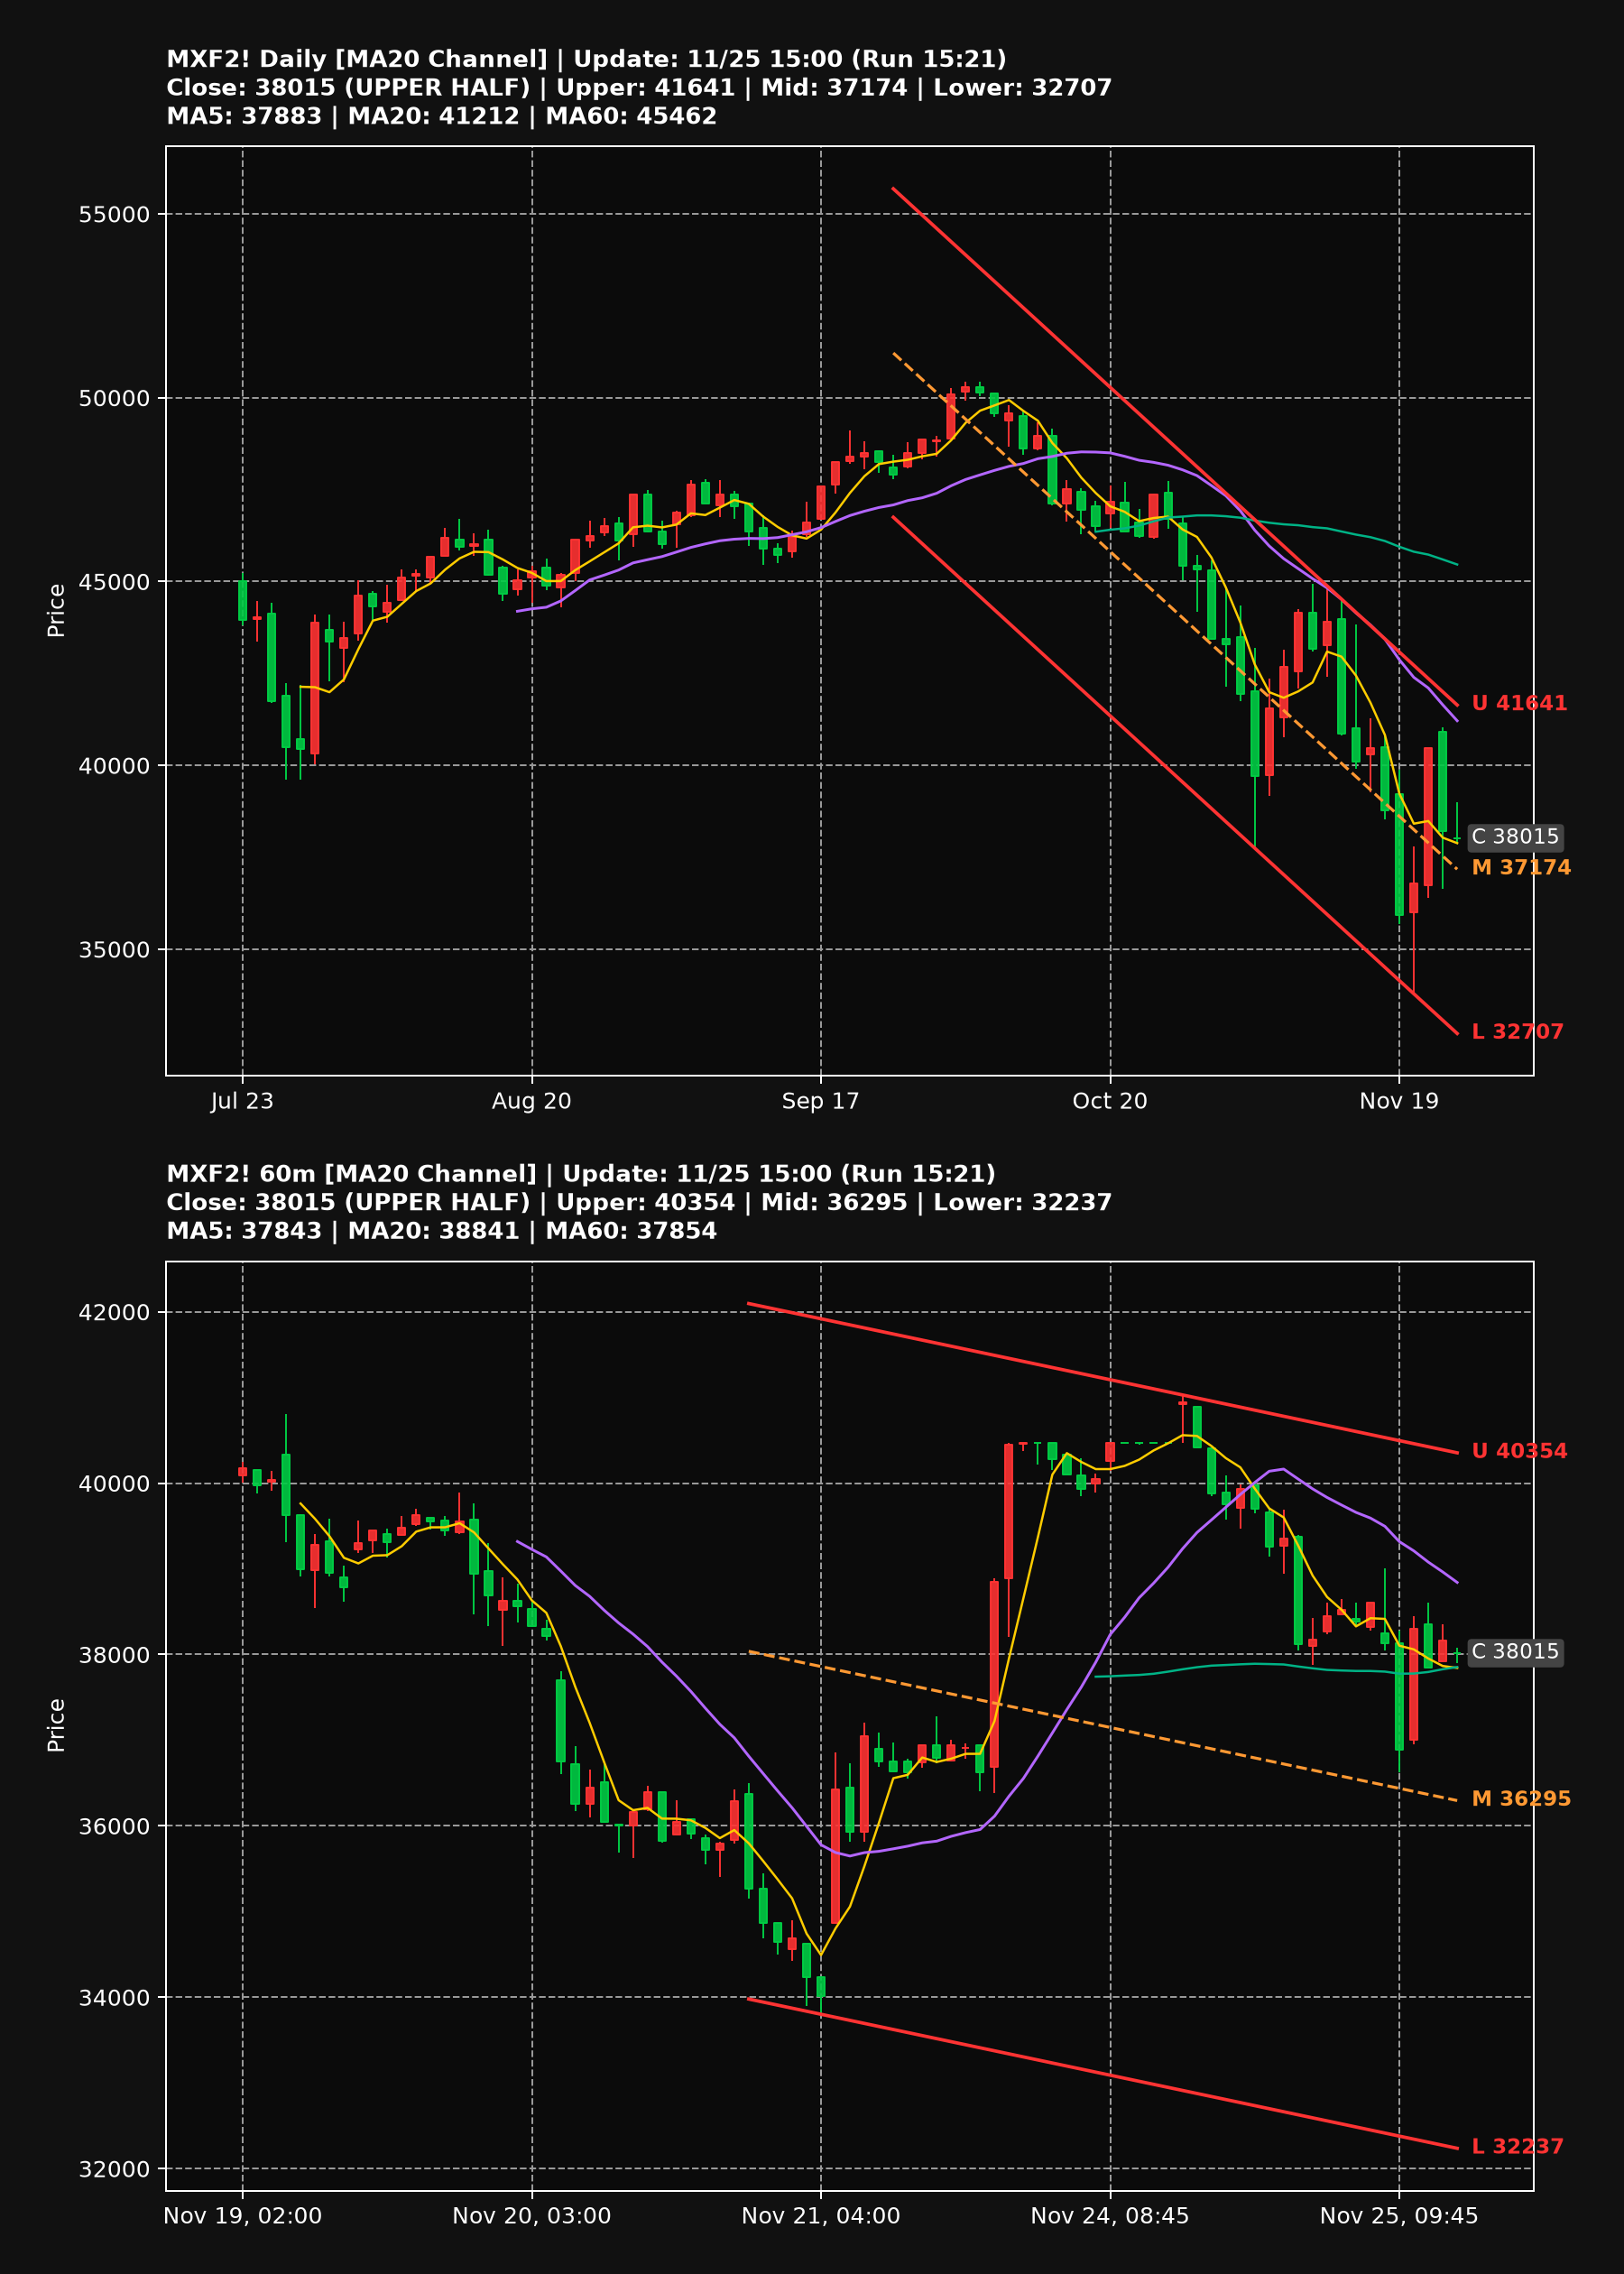 MXF2! Daily [MA20 Channel] | Update: 11/25 15:00 (Run 15:21)
Close: 38015 (UPPER HALF) | Upper: 41641 | Mid: 37174 | Lower: 32707
MA5: 37883 | MA20: 41212 | MA60: 45462
55000
50000
45000
Price
U 41641
40000
C 38015
M 37174
35000
L 32707
Jul 23
Aug 20
Sep 17
Oct 20
Nov 19
MXF2! 60m [MA20 Channel] | Update: 11/25 15:00 (Run 15:21)
Close: 38015 (UPPER HALF) | Upper: 40354 | Mid: 36295 | Lower: 32237
MA5: 37843 | MA20: 38841 | MA60: 37854
42000
U 40354
40000
38000
C 38015
Price
M 36295
36000
34000
L 32237
32000
Nov 19, 02:00
Nov 20, 03:00
Nov 21, 04:00
Nov 24, 08:45
Nov 25, 09:45